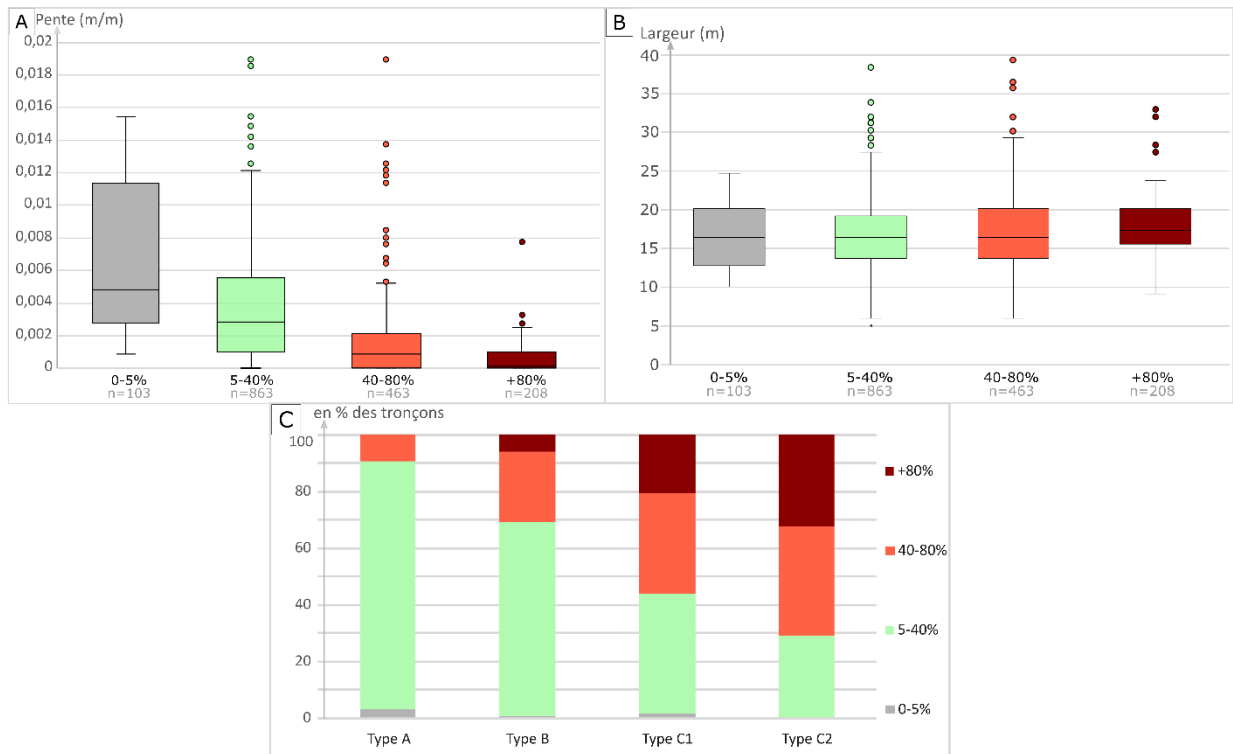 A
Pente (m/m)
0,02
0,018
0,016
0,014
0,012
0,01
0,008
0,006
0,004
0,002
0
0-5%
5-40%
40-80%
+80%
n=103
n=863
n=463
n=208
B
Largeur (m)
40
35
30
25
20
15
10
5
0
0-5%
5-40%
40-80%
+80%
n=103
n=863
n=463
n=208
C
en % des tronçons
100
80
60
40
20
0
Type A
Type B
Type C1
Type C2
+80%
40-80%
5-40%
0-5%